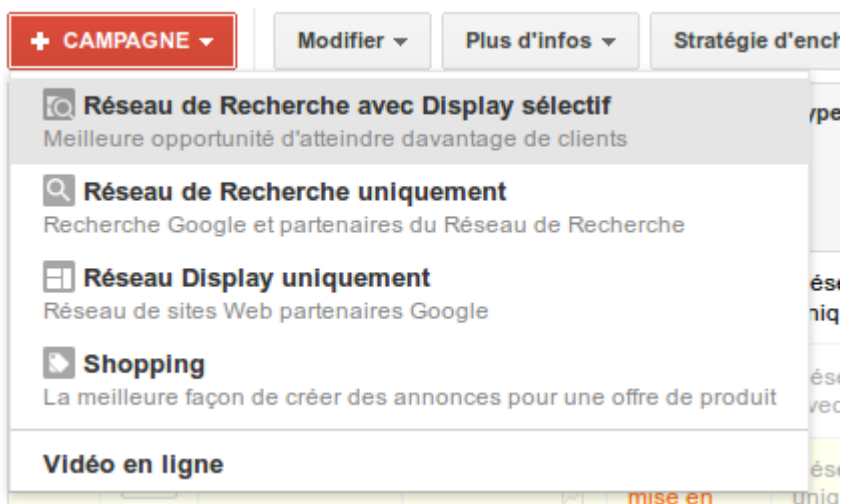 + CAMPAGNE
Modifier
Plus d'infos
Stratégie
Réseau de Recherche avec Display sélectif
Meilleure opportunité d'atteindre davantage de clients
Réseau de Recherche uniquement
Recherche Google et partenaires du Réseau de Recherche
Réseau Display uniquement
Réseau de sites Web partenaires Google
Shopping
La meilleure façon de créer des annonces pour une offre de produit
Vidéo en ligne
mise en